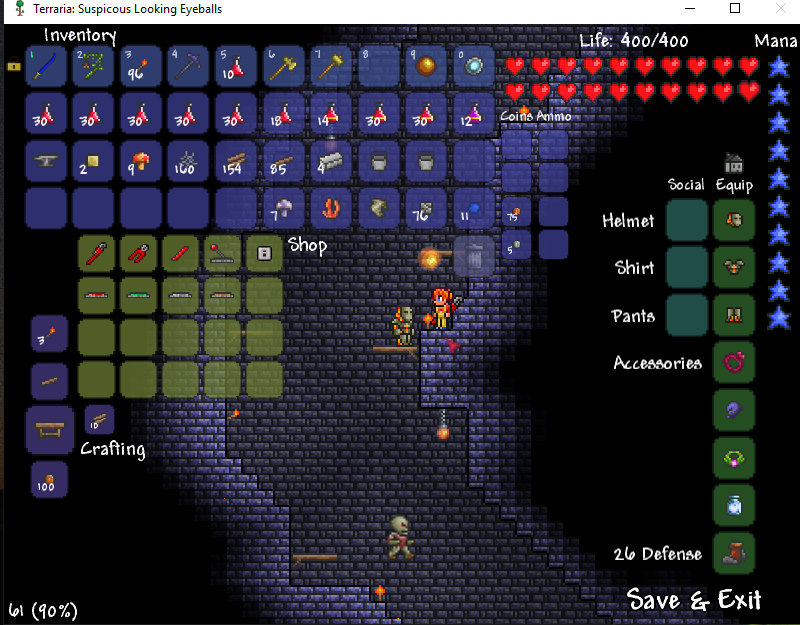 Terraria: Suspicous Looking Eyeballs
Inventory
Life: 400/400
Mana
1 2 3 4 5 6 7 8 9 0
96 10
30 30 30 30 30 18 14 30 30 12
Coins Ammo
2 9 160 154 85 4
7 76 11
75
5
Social Equip
Helmet
Shop
Shirt
Pants
3
Accessories
10
Crafting
100
26 Defense
Save & Exit
61 (90%)